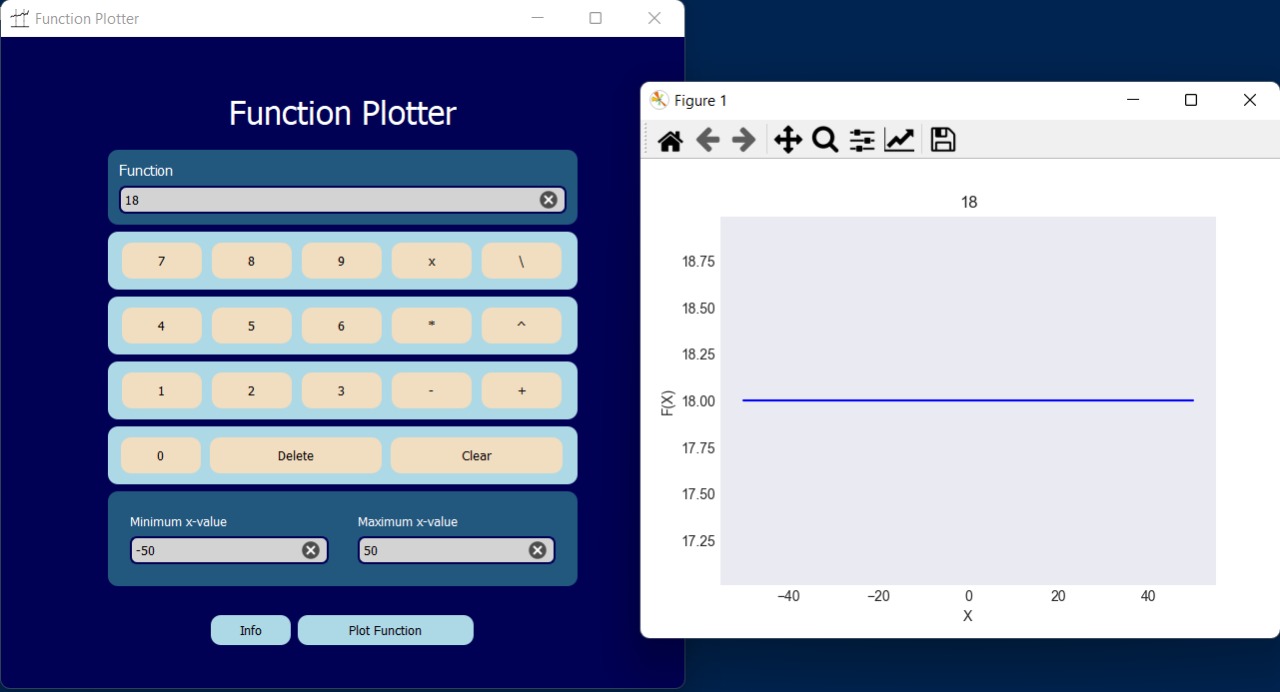 Function Plotter
Function Plotter
Function
18
7 8 9 x \
4 5 6 * ^
1 2 3 - +
0 Delete Clear
Minimum x-value Maximum x-value
-50 50
Info Plot Function
Figure 1
18
18.75
18.50
18.25
18.00
17.75
17.50
17.25
F(X)
−40 −20 0 20 40
X